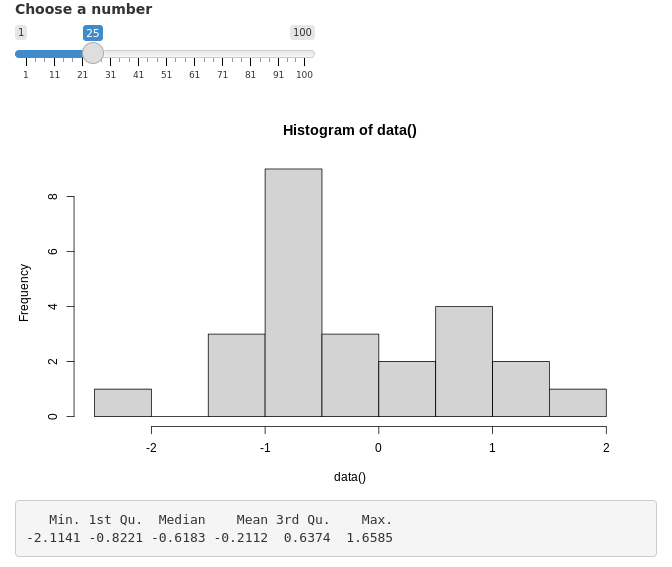 Choose a number
1 25 100
1 11 21 31 41 51 61 71 81 91 100
Histogram of data()
Frequency
8
6
4
2
0
-2 -1 0 1 2
data()
Min. 1st Qu. Median Mean 3rd Qu. Max.
-2.1141 -0.8221 -0.6183 -0.2112 0.6374 1.6585